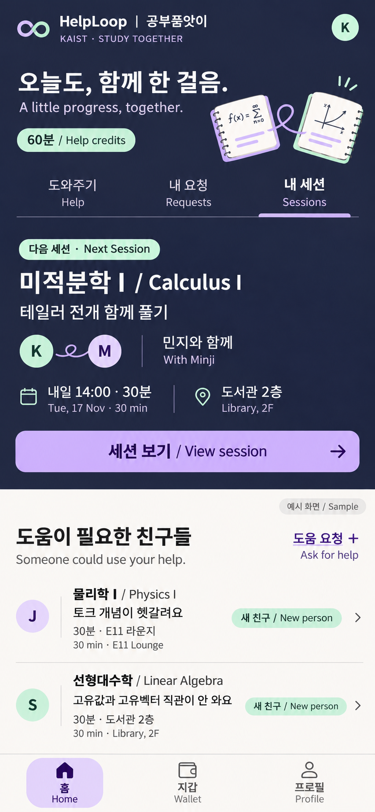 HelpLoop | 공부품앗이
KAIST · STUDY TOGETHER
K
오늘도, 함께 한 걸음.
A little progress, together.
60분 / Help credits
도와주기
Help
내 요청
Requests
내 세션
Sessions
다음 세션 · Next Session
미적분학 I / Calculus I
테일러 전개 함께 풀기
K
M
민지와 함께
With Minji
내일 14:00 · 30분
Tue, 17 Nov · 30 min
도서관 2층
Library, 2F
세션 보기 / View session →
예시 화면 / Sample
도움이 필요한 친구들
Someone could use your help.
도움 요청 +
Ask for help
J
물리학 I / Physics I
토크 개념이 헷갈려요
30분 · E11 라운지
30 min · E11 Lounge
새 친구 / New person
S
선형대수학 / Linear Algebra
고유값과 고유벡터 직관이 안 와요
30분 · 도서관 2층
30 min · Library, 2F
새 친구 / New person
홈
Home
지갑
Wallet
프로필
Profile